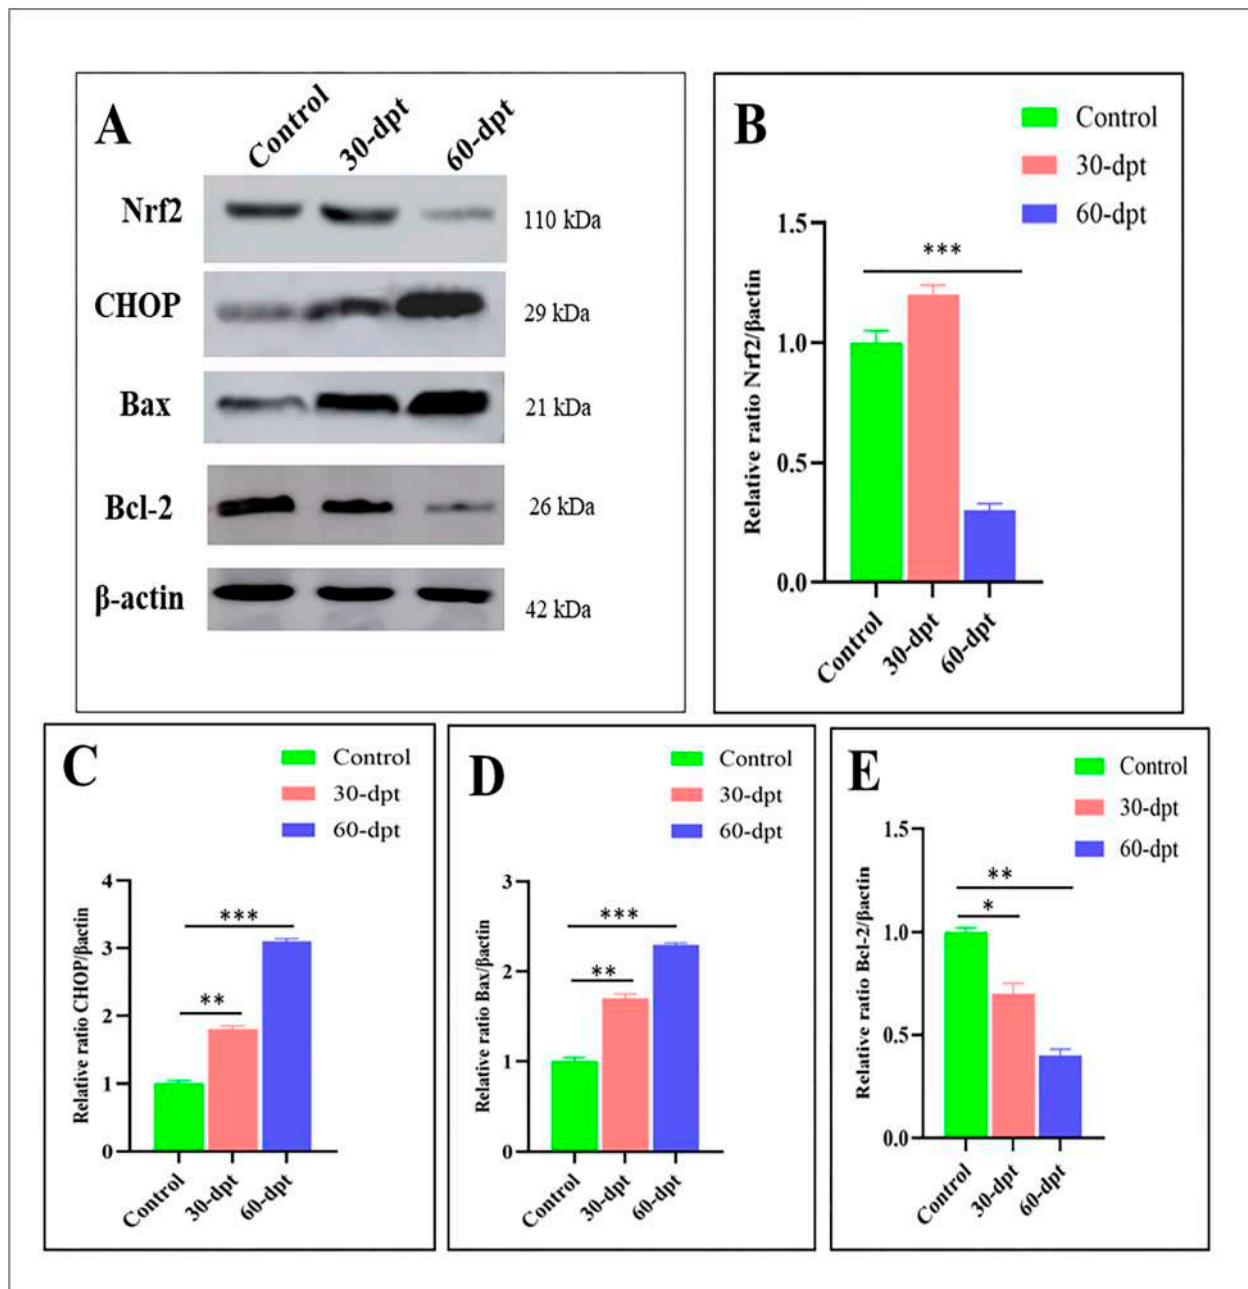 A
Control
30-dpt
60-dpt
Nrf2
110 kDa
CHOP
29 kDa
Bax
21 kDa
Bcl-2
26 kDa
β-actin
42 kDa
B
Control
30-dpt
60-dpt
Relative ratio Nrf2/βactin
1.5
1.0
0.5
0.0
***
Control
30-dpt
60-dpt
C
Control
30-dpt
60-dpt
Relative ratio CHOP/βactin
4
3
2
1
0
***
**
Control
30-dpt
60-dpt
D
Control
30-dpt
60-dpt
Relative ratio Bax/βactin
3
2
1
0
***
**
Control
30-dpt
60-dpt
E
Control
30-dpt
60-dpt
Relative ratio Bcl-2/βactin
1.5
1.0
0.5
0.0
**
*
Control
30-dpt
60-dpt